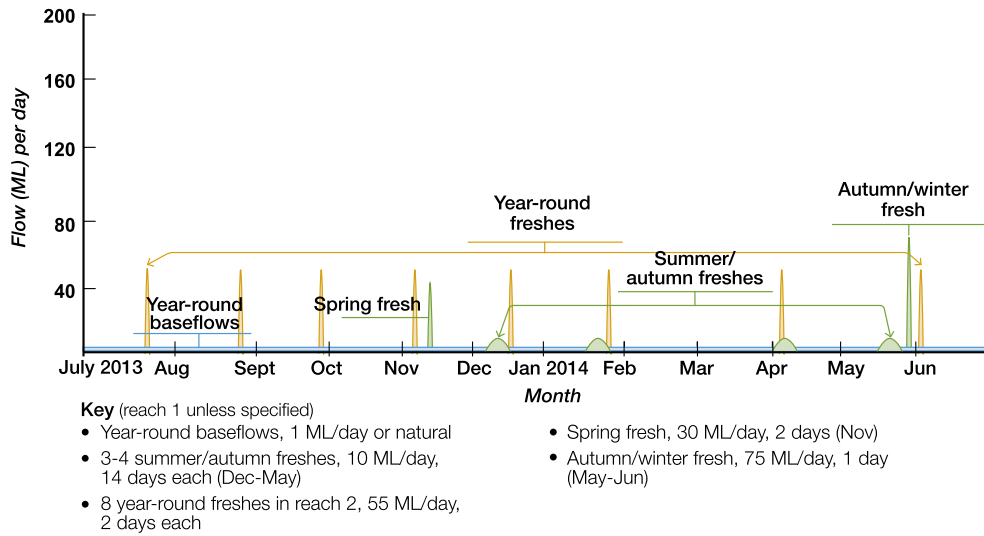 200
160
120
80
40
Flow (ML) per day
Year-round
freshes
Autumn/winter
fresh
Summer/
autumn freshes
Year-round
baseflows
Spring fresh
July 2013 Aug Sept Oct Nov Dec Jan 2014 Feb Mar Apr May Jun
Month
Key (reach 1 unless specified)
• Year-round baseflows, 1 ML/day or natural
• 3-4 summer/autumn freshes, 10 ML/day,
14 days each (Dec-May)
• 8 year-round freshes in reach 2, 55 ML/day,
2 days each
• Spring fresh, 30 ML/day, 2 days (Nov)
• Autumn/winter fresh, 75 ML/day, 1 day
(May-Jun)